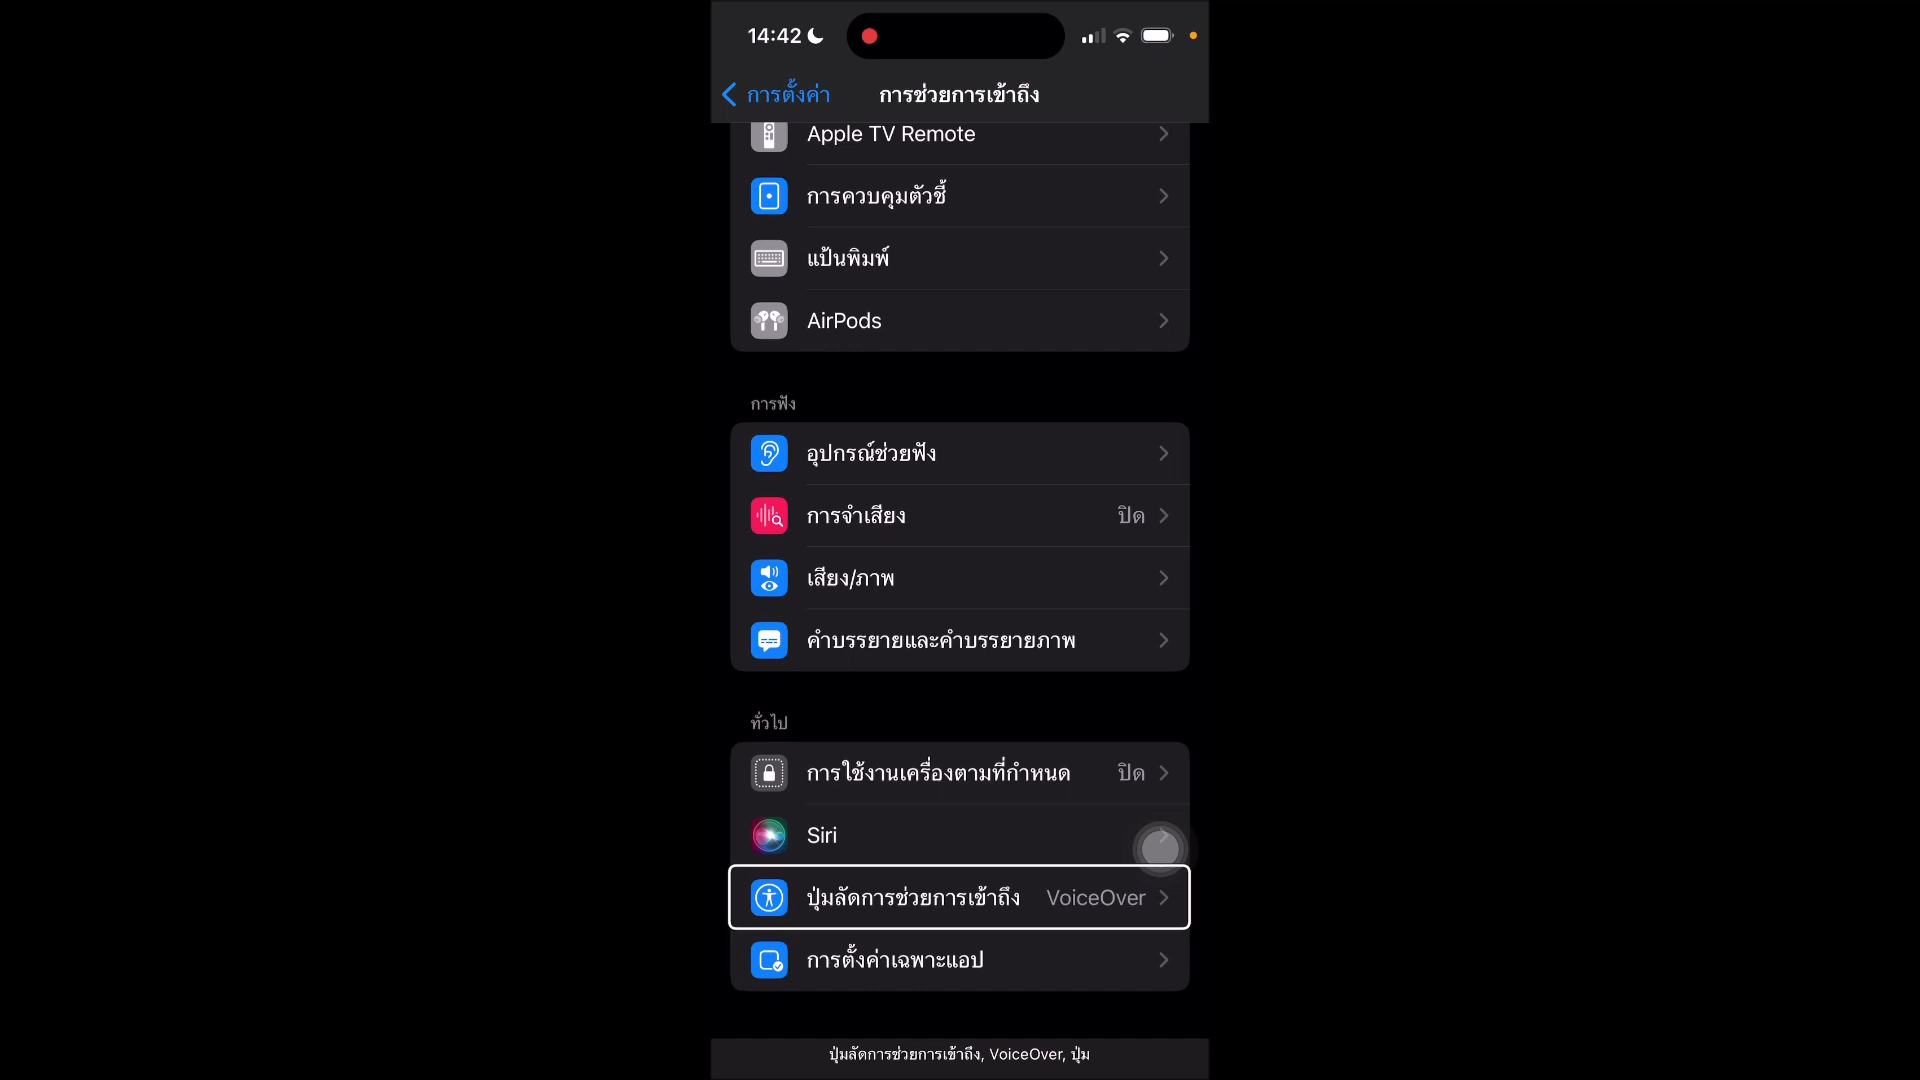 14:42
การตั้งค่า
การช่วยการเข้าถึง
Apple TV Remote
การควบคุมตัวชี้
แป้นพิมพ์
AirPods
การฟัง
อุปกรณ์ช่วยฟัง
การจำเสียง ปิด
เสียง/ภาพ
คำบรรยายและคำบรรยายภาพ
ทั่วไป
การใช้งานเครื่องตามที่กำหนด ปิด
Siri
ปุ่มลัดการช่วยการเข้าถึง VoiceOver
การตั้งค่าเฉพาะแอป
ปุ่มลัดการช่วยการเข้าถึง, VoiceOver, ปุ่ม